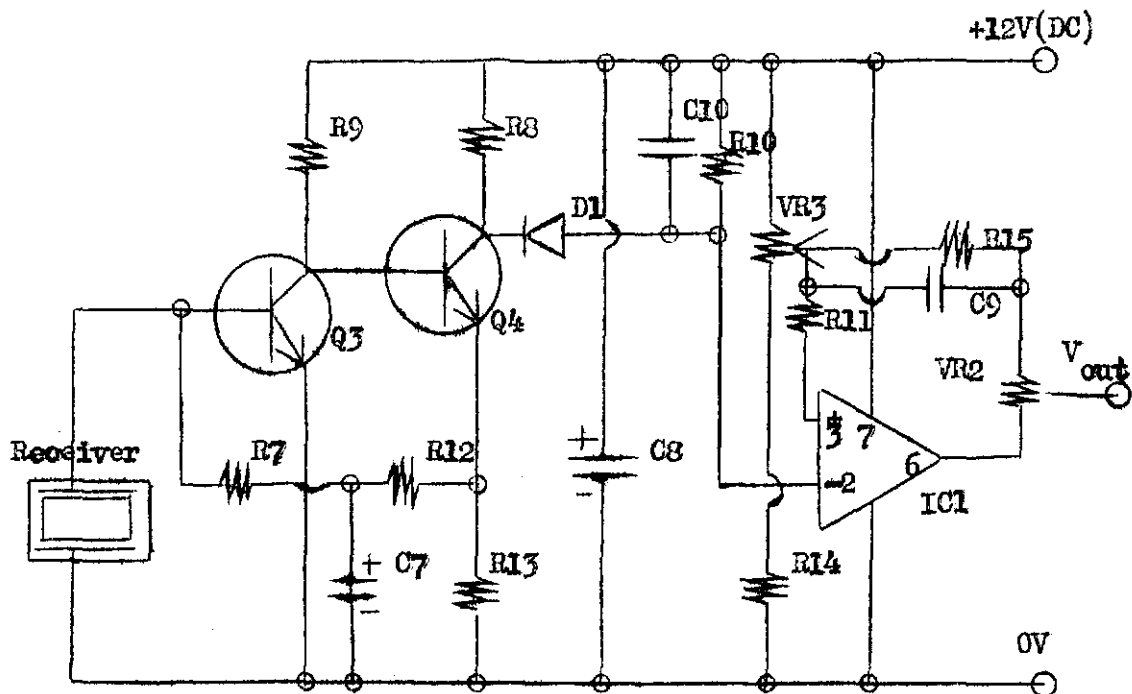 +12V(DC)
R9
R8
C10
R10
D1
VR3
R15
C9
R11
Q3
Q4
VR2
V out
Receiver
R7
R12
+
C8
-
+
3
7
6
-2
IC1
+
C7
-
R13
R14
0V